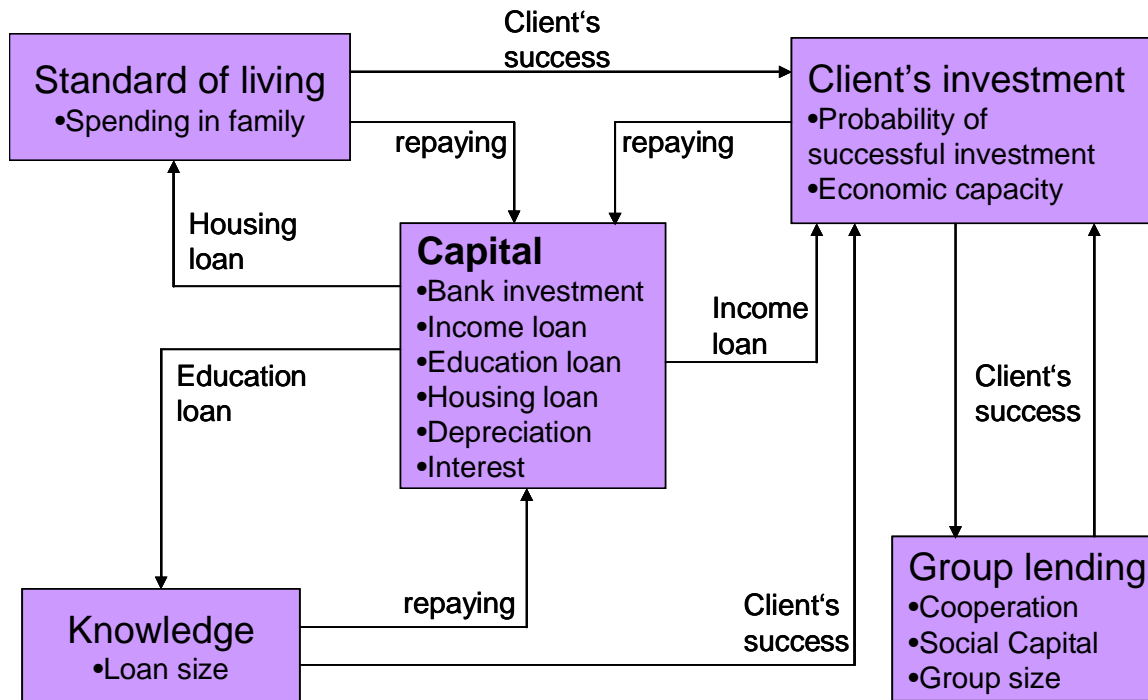 Client‘s
success
Standard of living
•Spending in family
Client’s investment
•Probability of
successful investment
•Economic capacity
repaying
repaying
Housing
loan
Capital
•Bank investment
•Income loan
•Education loan
•Housing loan
•Depreciation
•Interest
Income
loan
Education
loan
Client‘s
success
Knowledge
•Loan size
repaying
Client‘s
success
Group lending
•Cooperation
•Social Capital
•Group size